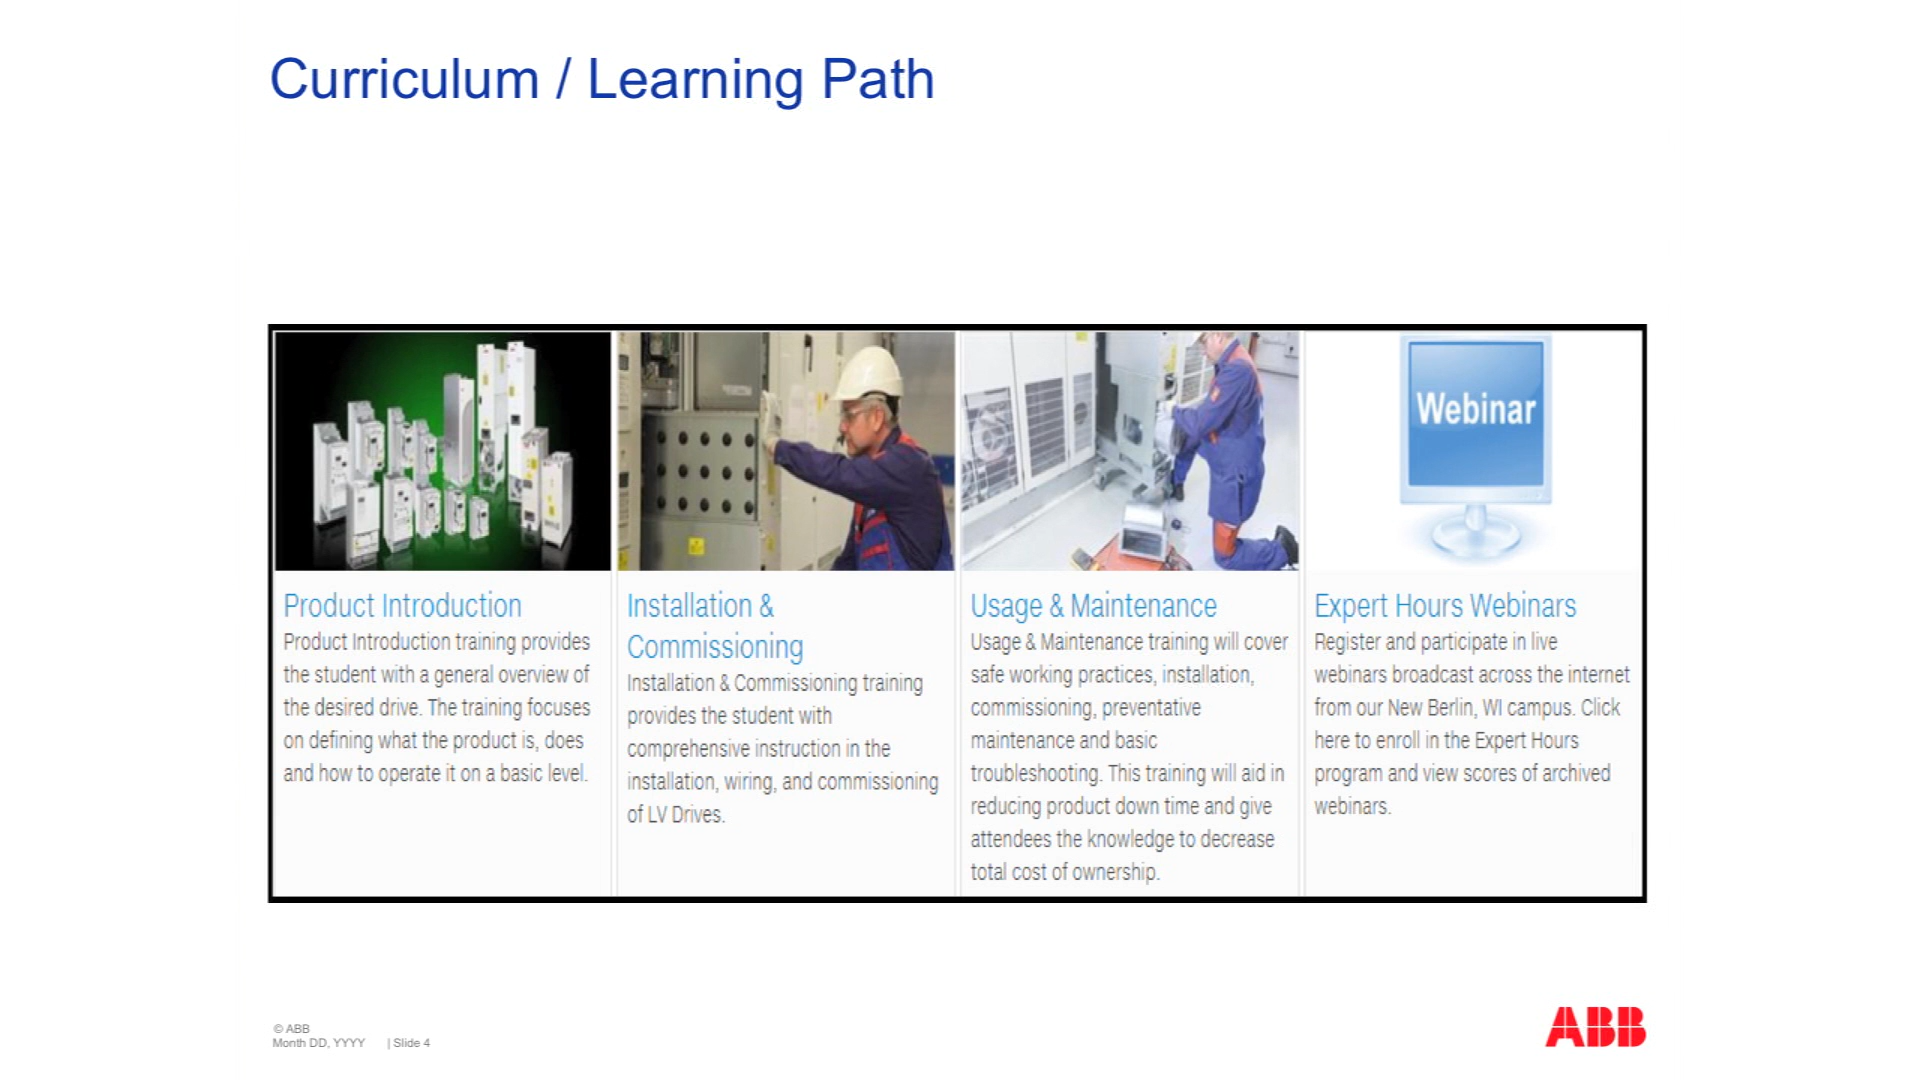 Curriculum / Learning Path
Webinar
Product Introduction
Product Introduction training provides
the student with a general overview of
the desired drive. The training focuses
on defining what the product is, does
and how to operate it on a basic level.
Installation &
Commissioning
Installation & Commissioning training
provides the student with
comprehensive instruction in the
installation, wiring, and commissioning
of LV Drives.
Usage & Maintenance
Usage & Maintenance training will cover
safe working practices, installation,
commissioning, preventative
maintenance and basic
troubleshooting. This training will aid in
reducing product down time and give
attendees the knowledge to decrease
total cost of ownership.
Expert Hours Webinars
Register and participate in live
webinars broadcast across the internet
from our New Berlin, WI campus. Click
here to enroll in the Expert Hours
program and view scores of archived
webinars.
© ABB
Month DD, YYYY | Slide 4
ABB